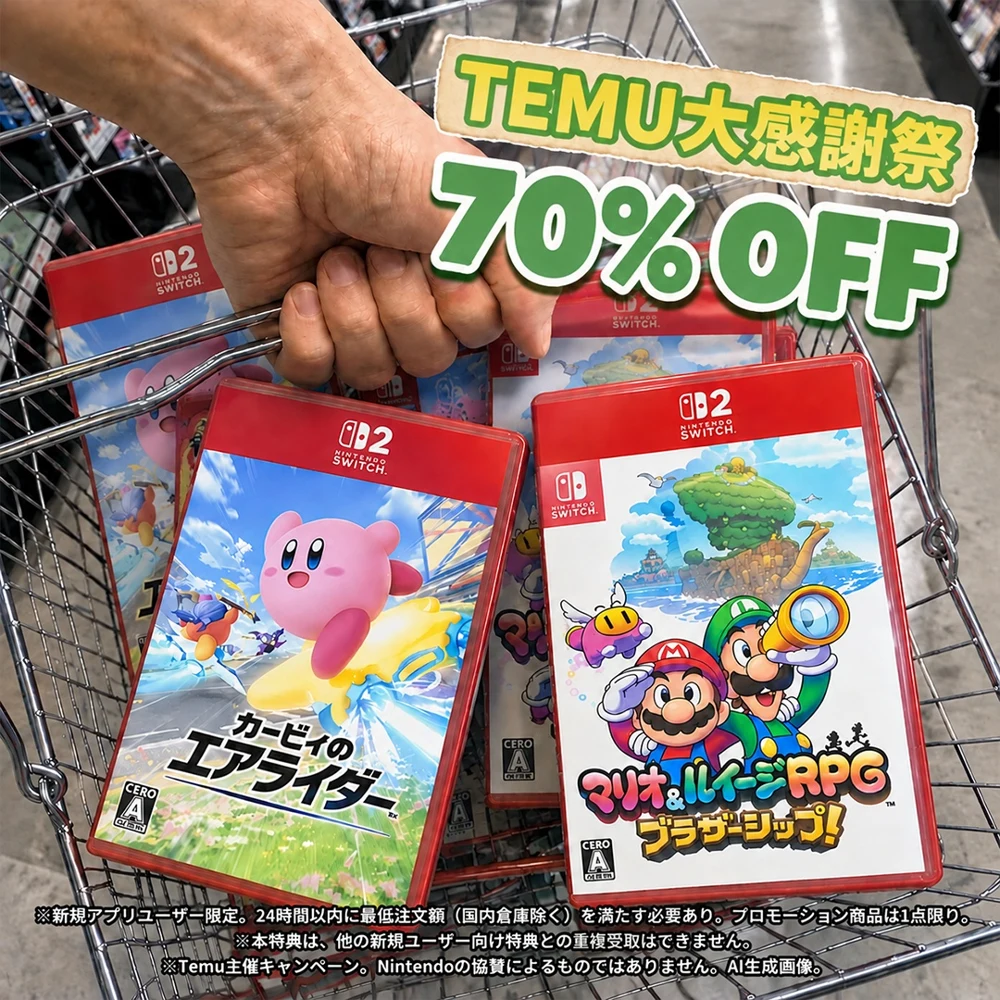 TEMU大感謝祭
70% OFF
2
NINTENDO
SWITCH
2
SWITCH
2
NINTENDO
SWITCH
カービィの
エアライダー
CERO
A
2
NINTENDO
SWITCH
NINTENDO
SWITCH
マリオ&ルイージRPG
ブラザーシップ!
TM
CERO
A
CERO
A
CERO
A
※新規アプリユーザー限定。24時間以内に最低注文額（国内倉庫除く）を満たす必要あり。プロモーション商品は1点限り。
※本特典は、他の新規ユーザー向け特典との重複受取はできません。
※Temu主催キャンペーン。Nintendoの協賛によるものではありません。AI生成画像。